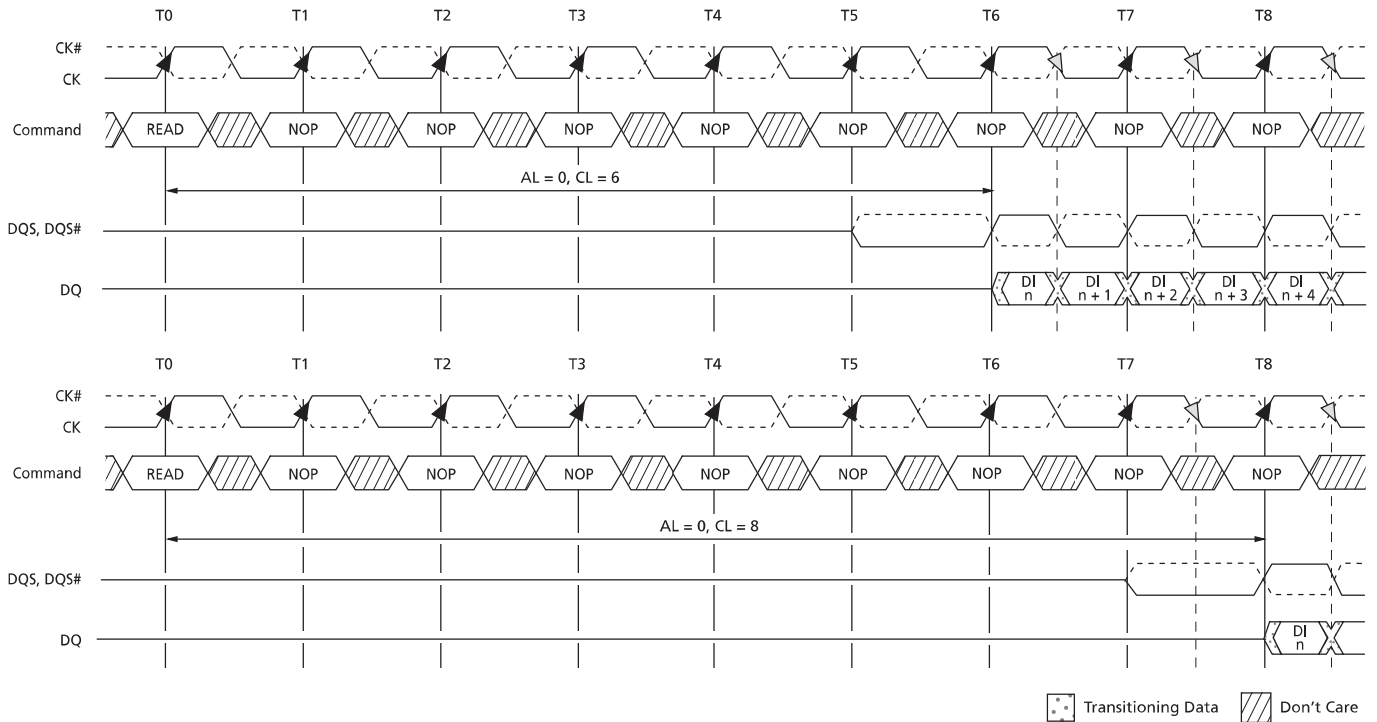 T0 T1 T2 T3 T4 T5 T6 T7 T8
CK#
CK
Command READ NOP NOP NOP NOP NOP NOP NOP NOP
AL = 0, CL = 6
DQS, DQS#
DQ DI n DI n + 1 DI n + 2 DI n + 3 DI n + 4
T0 T1 T2 T3 T4 T5 T6 T7 T8
CK#
CK
Command READ NOP NOP NOP NOP NOP NOP NOP NOP
AL = 0, CL = 8
DQS, DQS#
DQ DI n
Transitioning Data Don't Care